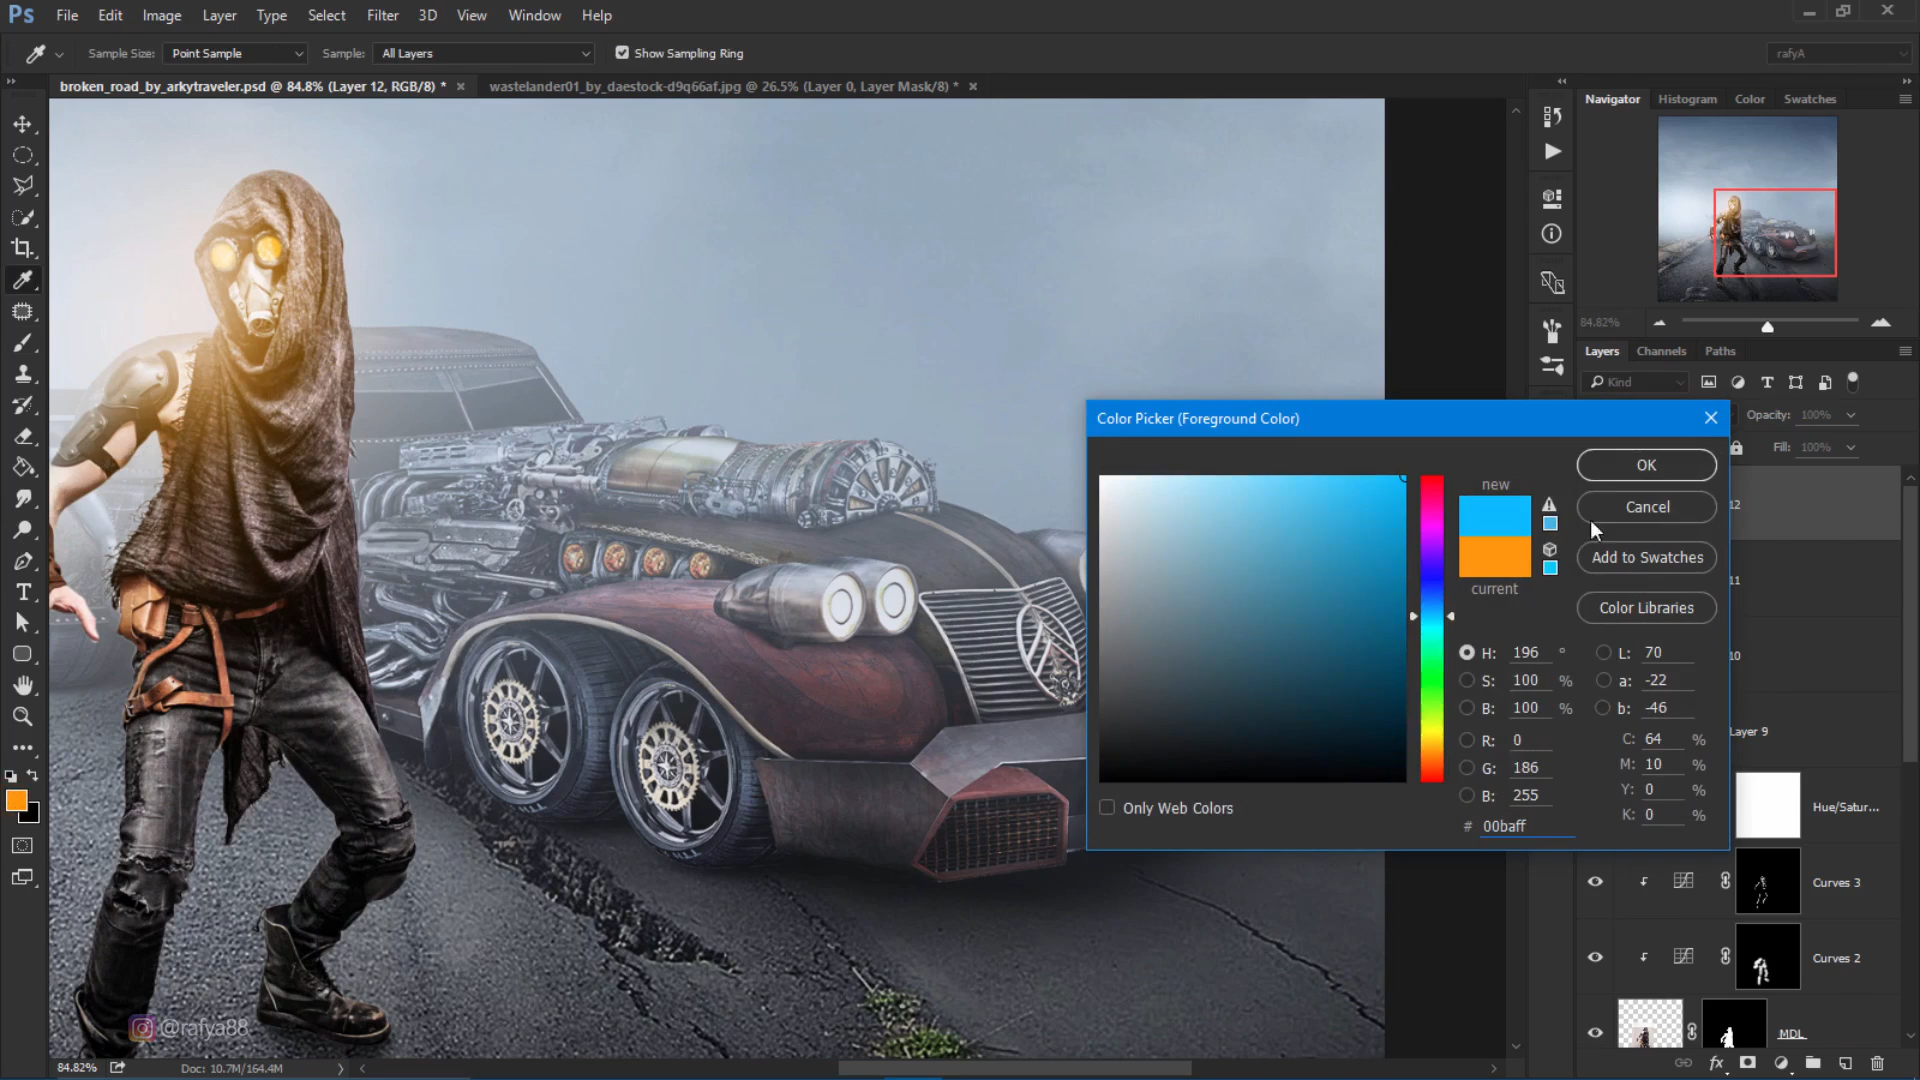 Ps File Edit Image Layer Type Select Filter 3D View Window Help
Sample Size: Point Sample Sample: All Layers Show Sampling Ring rafyA
broken_road_by_arkytraveler.psd @ 84.8% (Layer 12, RGB/8) * wastelander01_by_daestock-d9q66af.jpg @ 26.5% (Layer 0, Layer Mask/8) *
Navigator Histogram Color Swatches
84.82%
Layers Channels Paths
Kind
Opacity: 100%
Fill: 100%
Color Picker (Foreground Color)
new
current
OK
Cancel
Add to Swatches
Color Libraries
H: 196 °
S: 100 %
B: 100 %
R: 0
G: 186
B: 255
# 00baff
L: 70
a: -22
b: -46
C: 64 %
M: 10 %
Y: 0 %
K: 0 %
Only Web Colors
12
11
10
Layer 9
Hue/Satur...
Curves 3
Curves 2
MDL
@rafya88
84.82% Doc: 10.7M/164.4M
fx